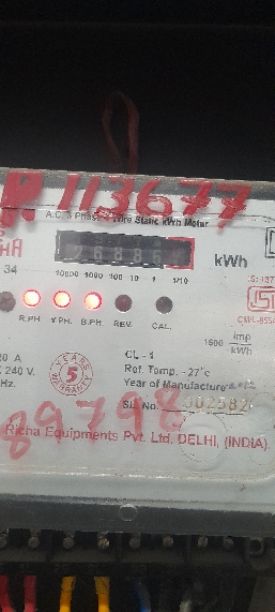 113677
A.C. 3 Phase Wire Static kWh Meter
kWh
34
10000 1000 100 10 1 1/10
R.PH Y.PH. B.PH. REV. CAL.
1600 imp/kWh
CL-1
240 V. Ref. Temp. -27°c
Hz. 5 YEARS WARRANTY Year of Manufacture
Sl. No.
89798
Richa Equipments Pvt. Ltd. DELHI, (INDIA)